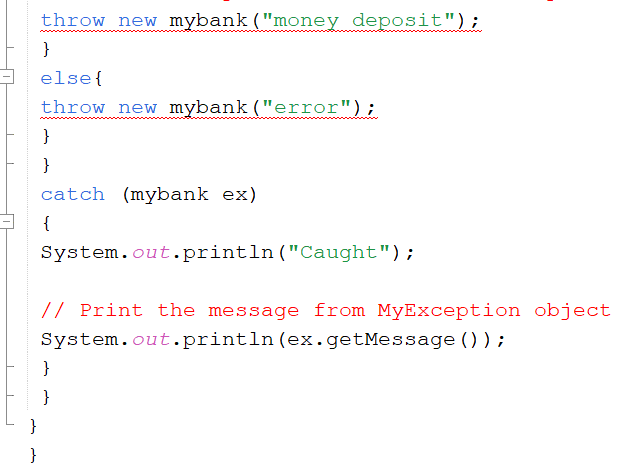 throw new mybank("money deposit");
}
else{
throw new mybank("error");
}
}
catch (mybank ex)
{
System.out.println("Caught");
// Print the message from MyException object
System.out.println(ex.getMessage());
}
}
}
}